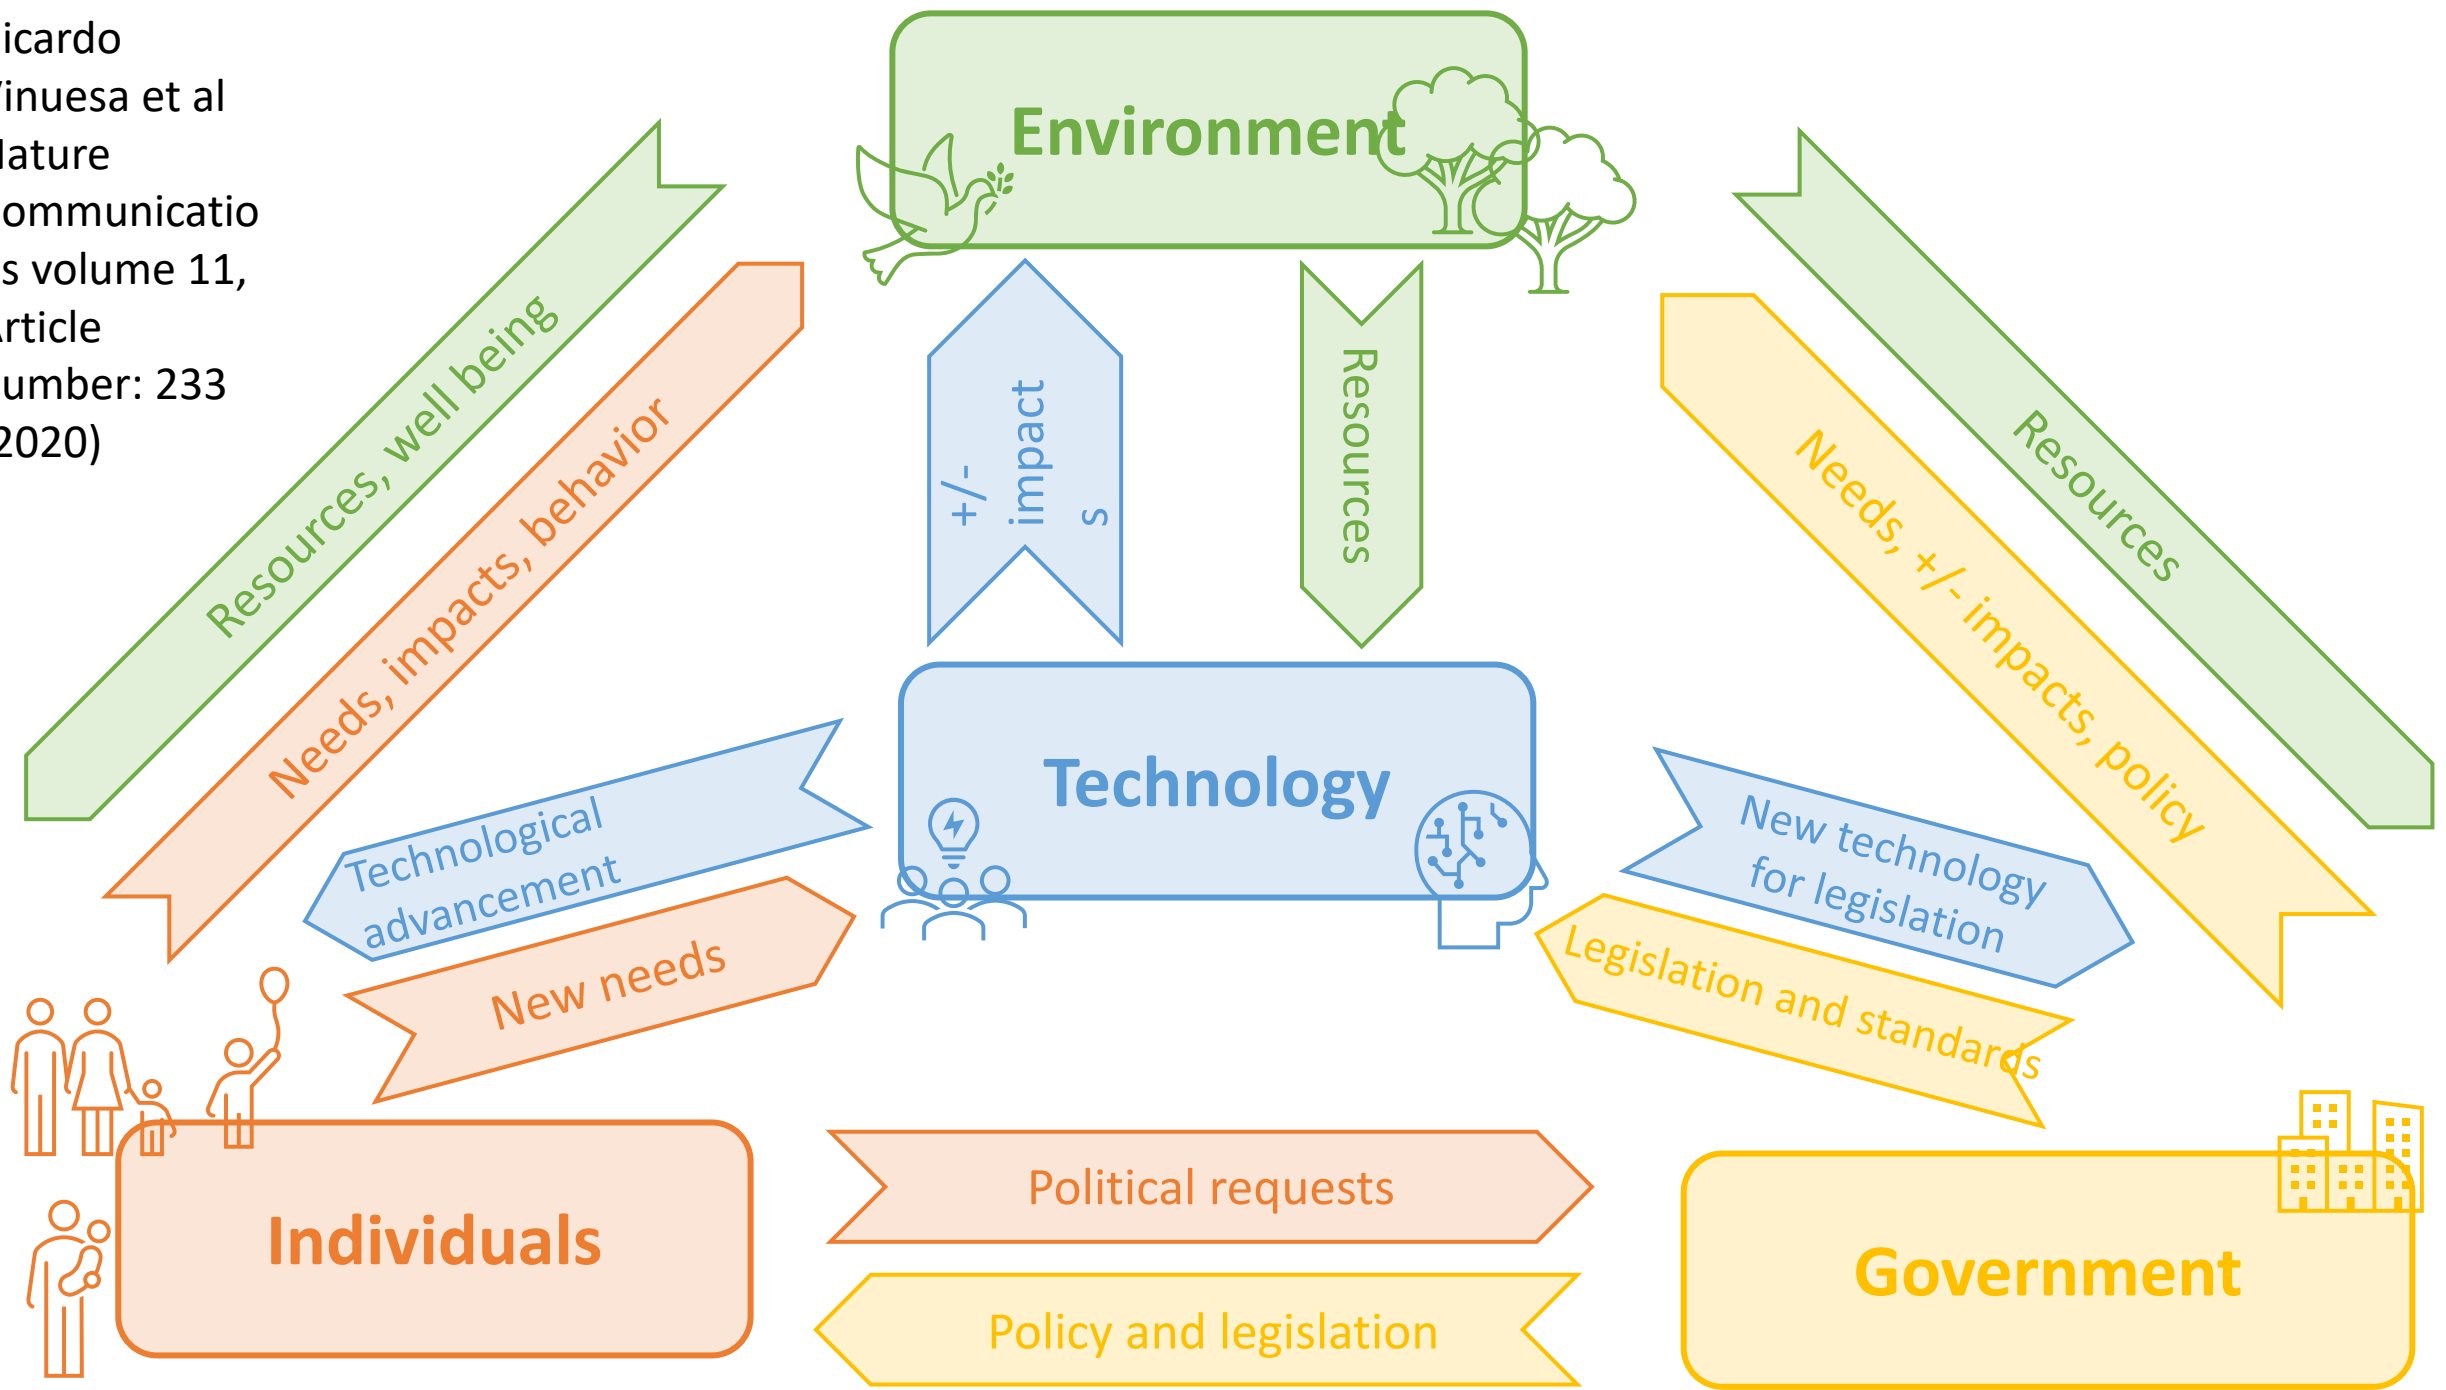 icardo
inuesa et al
ature
ommunicatio
s volume 11,
rticle
umber: 233
2020)
Environment
Resources, well being
Needs, impacts, behavior
+/-
impact
s
Resources
Needs, +/- impacts, policy
Resources
Technology
Technological
advancement
New needs
New technology
for legislation
Legislation and standards
Individuals
Political requests
Policy and legislation
Government